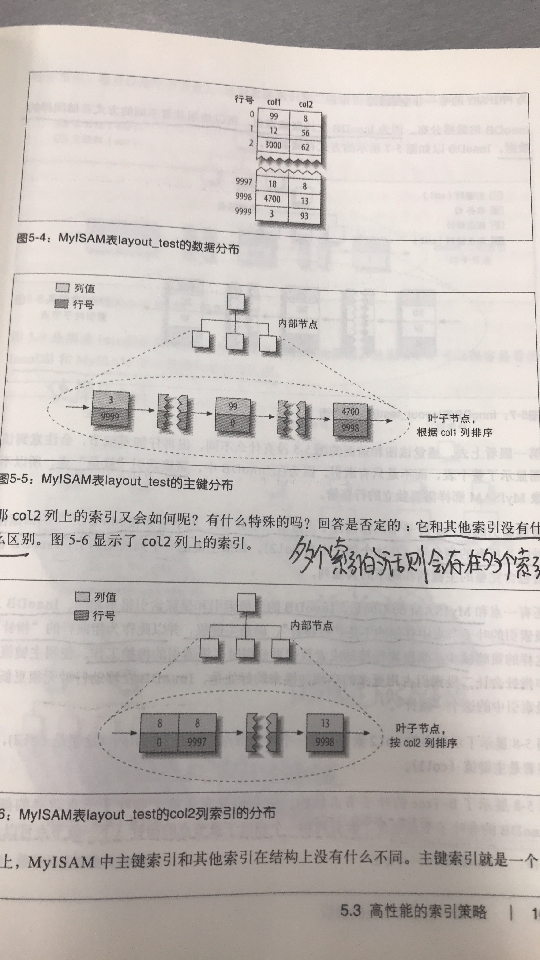 行号 col1 col2
0 99 8
1 12 56
2 3000 62
9997 18 8
9998 4700 13
9999 3 93
图5-4：MyISAM表layout_test的数据分布
列值
行号
内部节点
3 99 4700
9999 0 9998
叶子节点，
根据 col1 列排序
图5-5：MyISAM表layout_test的主键分布
那 col2 列上的索引又会如何呢？有什么特殊的吗？回答是否定的：它和其他索引没有什
么区别。图 5-6 显示了 col2 列上的索引。
多个索引的话则会存在多个索引
列值
行号
内部节点
8 8 13
0 9997 9998
叶子节点，
按 col2 列排序
6：MyISAM表layout_test的col2列索引的分布
上，MyISAM 中主键索引和其他索引在结构上没有什么不同。主键索引就是一个
5.3 高性能的索引策略 |